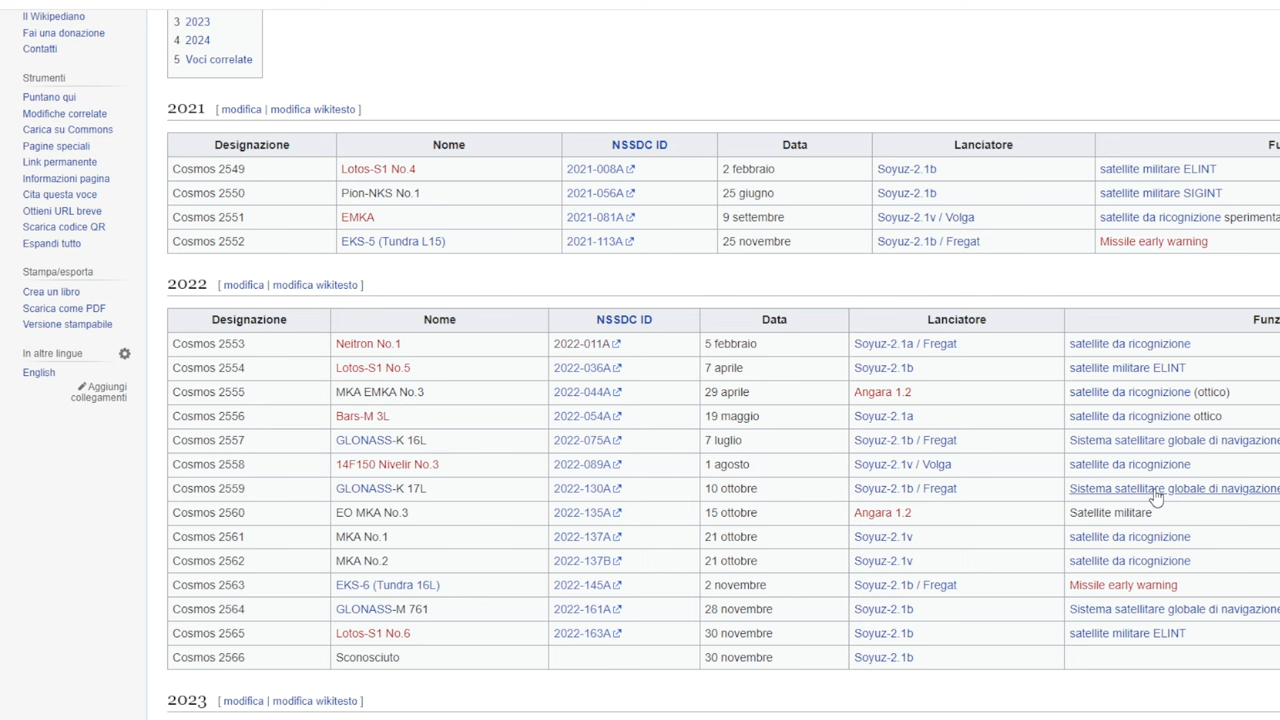 Il Wikipediano
Fai una donazione
Contatti
Strumenti
Puntano qui
Modifiche correlate
Carica su Commons
Pagine speciali
Link permanente
Informazioni pagina
Cita questa voce
Ottieni URL breve
Scarica codice QR
Espandi tutto
Stampa/esporta
Crea un libro
Scarica come PDF
Versione stampabile
In altre lingue
English
Aggiungi
collegamenti
3 2023
4 2024
5 Voci correlate
2021 [ modifica | modifica wikitesto ]
Designazione Nome NSSDC ID Data Lanciatore Fu
Cosmos 2549 Lotos-S1 No.4 2021-008A 2 febbraio Soyuz-2.1b satellite militare ELINT
Cosmos 2550 Pion-NKS No.1 2021-056A 25 giugno Soyuz-2.1b satellite militare SIGINT
Cosmos 2551 EMKA 2021-081A 9 settembre Soyuz-2.1v / Volga satellite da ricognizione sperimenta
Cosmos 2552 EKS-5 (Tundra L15) 2021-113A 25 novembre Soyuz-2.1b / Fregat Missile early warning
2022 [ modifica | modifica wikitesto ]
Designazione Nome NSSDC ID Data Lanciatore Funz
Cosmos 2553 Neitron No.1 2022-011A 5 febbraio Soyuz-2.1a / Fregat satellite da ricognizione
Cosmos 2554 Lotos-S1 No.5 2022-036A 7 aprile Soyuz-2.1b satellite militare ELINT
Cosmos 2555 MKA EMKA No.3 2022-044A 29 aprile Angara 1.2 satellite da ricognizione (ottico)
Cosmos 2556 Bars-M 3L 2022-054A 19 maggio Soyuz-2.1a satellite da ricognizione ottico
Cosmos 2557 GLONASS-K 16L 2022-075A 7 luglio Soyuz-2.1b / Fregat Sistema satellitare globale di navigazione
Cosmos 2558 14F150 Nivelir No.3 2022-089A 1 agosto Soyuz-2.1v / Volga satellite da ricognizione
Cosmos 2559 GLONASS-K 17L 2022-130A 10 ottobre Soyuz-2.1b / Fregat Sistema satellitare globale di navigazione
Cosmos 2560 EO MKA No.3 2022-135A 15 ottobre Angara 1.2 Satellite militare
Cosmos 2561 MKA No.1 2022-137A 21 ottobre Soyuz-2.1v satellite da ricognizione
Cosmos 2562 MKA No.2 2022-137B 21 ottobre Soyuz-2.1v satellite da ricognizione
Cosmos 2563 EKS-6 (Tundra 16L) 2022-145A 2 novembre Soyuz-2.1b / Fregat Missile early warning
Cosmos 2564 GLONASS-M 761 2022-161A 28 novembre Soyuz-2.1b Sistema satellitare globale di navigazione
Cosmos 2565 Lotos-S1 No.6 2022-163A 30 novembre Soyuz-2.1b satellite militare ELINT
Cosmos 2566 Sconosciuto 30 novembre Soyuz-2.1b
2023 [ modifica | modifica wikitesto ]